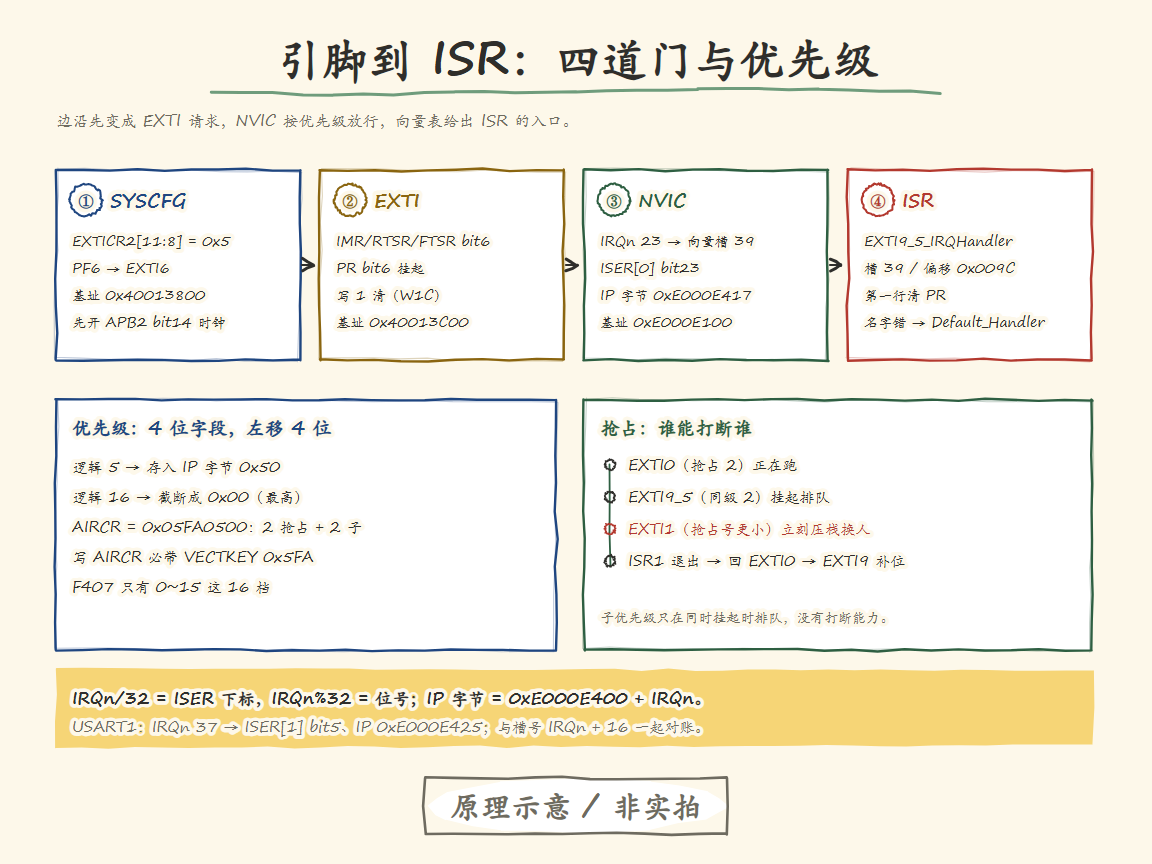 引脚到 ISR：四道门与优先级
边沿先变成 EXTI 请求，NVIC 按优先级放行，向量表给出 ISR 的入口。
① SYSCFG
EXTICR2[11:8] = 0x5
PF6 → EXTI6
基址 0x40013800
先开 APB2 bit14 时钟
② EXTI
IMR/RTSR/FTSR bit6
PR bit6 挂起
写 1 清（W1C）
基址 0x40013C00
③ NVIC
IRQn 23 → 向量槽 39
ISER[0] bit23
IP 字节 0xE000E417
基址 0xE000E100
④ ISR
EXTI9_5_IRQHandler
槽 39 / 偏移 0x009C
第一行清 PR
名字错 → Default_Handler
优先级：4 位字段，左移 4 位
逻辑 5 → 存入 IP 字节 0x50
逻辑 16 → 截断成 0x00（最高）
AIRCR = 0x05FA0500：2 抢占 + 2 子
写 AIRCR 必带 VECTKEY 0x5FA
F407 只有 0~15 这 16 档
抢占：谁能打断谁
EXTI0（抢占 2）正在跑
EXTI9_5（同级 2）挂起排队
EXTI1（抢占号更小）立刻压栈换人
ISR1 退出 → 回 EXTI0 → EXTI9 补位
子优先级只在同时挂起时排队，没有打断能力。
IRQn/32 = ISER 下标，IRQn%32 = 位号；IP 字节 = 0xE000E400 + IRQn。
USART1：IRQn 37 → ISER[1] bit5、IP 0xE000E425；与槽号 IRQn + 16 一起对账。
原理示意 / 非实拍